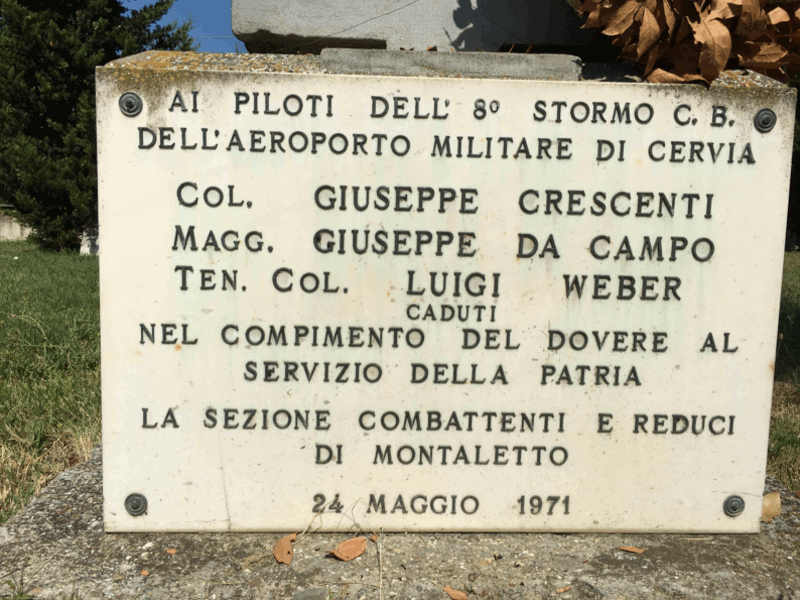 AI PILOTI DELL' 8º STORMO C. B.
DELL'AEROPORTO MILITARE DI CERVIA
COL. GIUSEPPE CRESCENTI
MAGG. GIUSEPPE DA CAMPO
TEN. COL. LUIGI WEBER
CADUTI
NEL COMPIMENTO DEL DOVERE AL
SERVIZIO DELLA PATRIA
LA SEZIONE COMBATTENTI E REDUCI
DI MONTALETTO
24 MAGGIO 1971